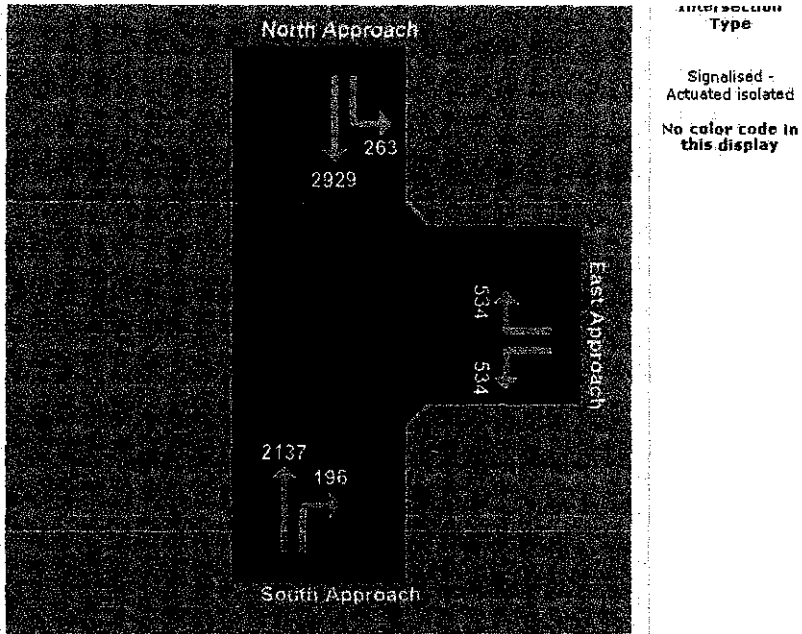 North Approach
263
2929
534
534
East Approach
2137
196
South Approach
Intersection
Type
Signalised -
Actuated isolated
No color code in
this display